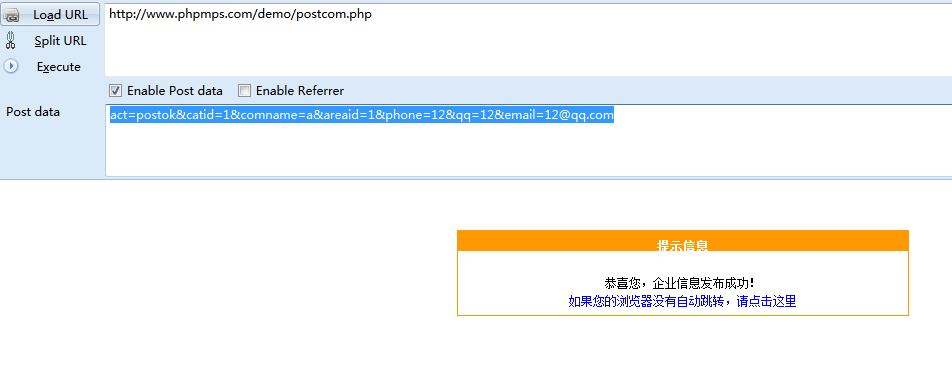 Load URL
http://www.phpmps.com/demo/postcom.php
Split URL
Execute
Enable Post data
Enable Referrer
Post data
act=postok&catid=1&comname=a&areaid=1&phone=12&qq=12&email=12@qq.com
提示信息
恭喜您，企业信息发布成功！
如果您的浏览器没有自动跳转，请点击这里